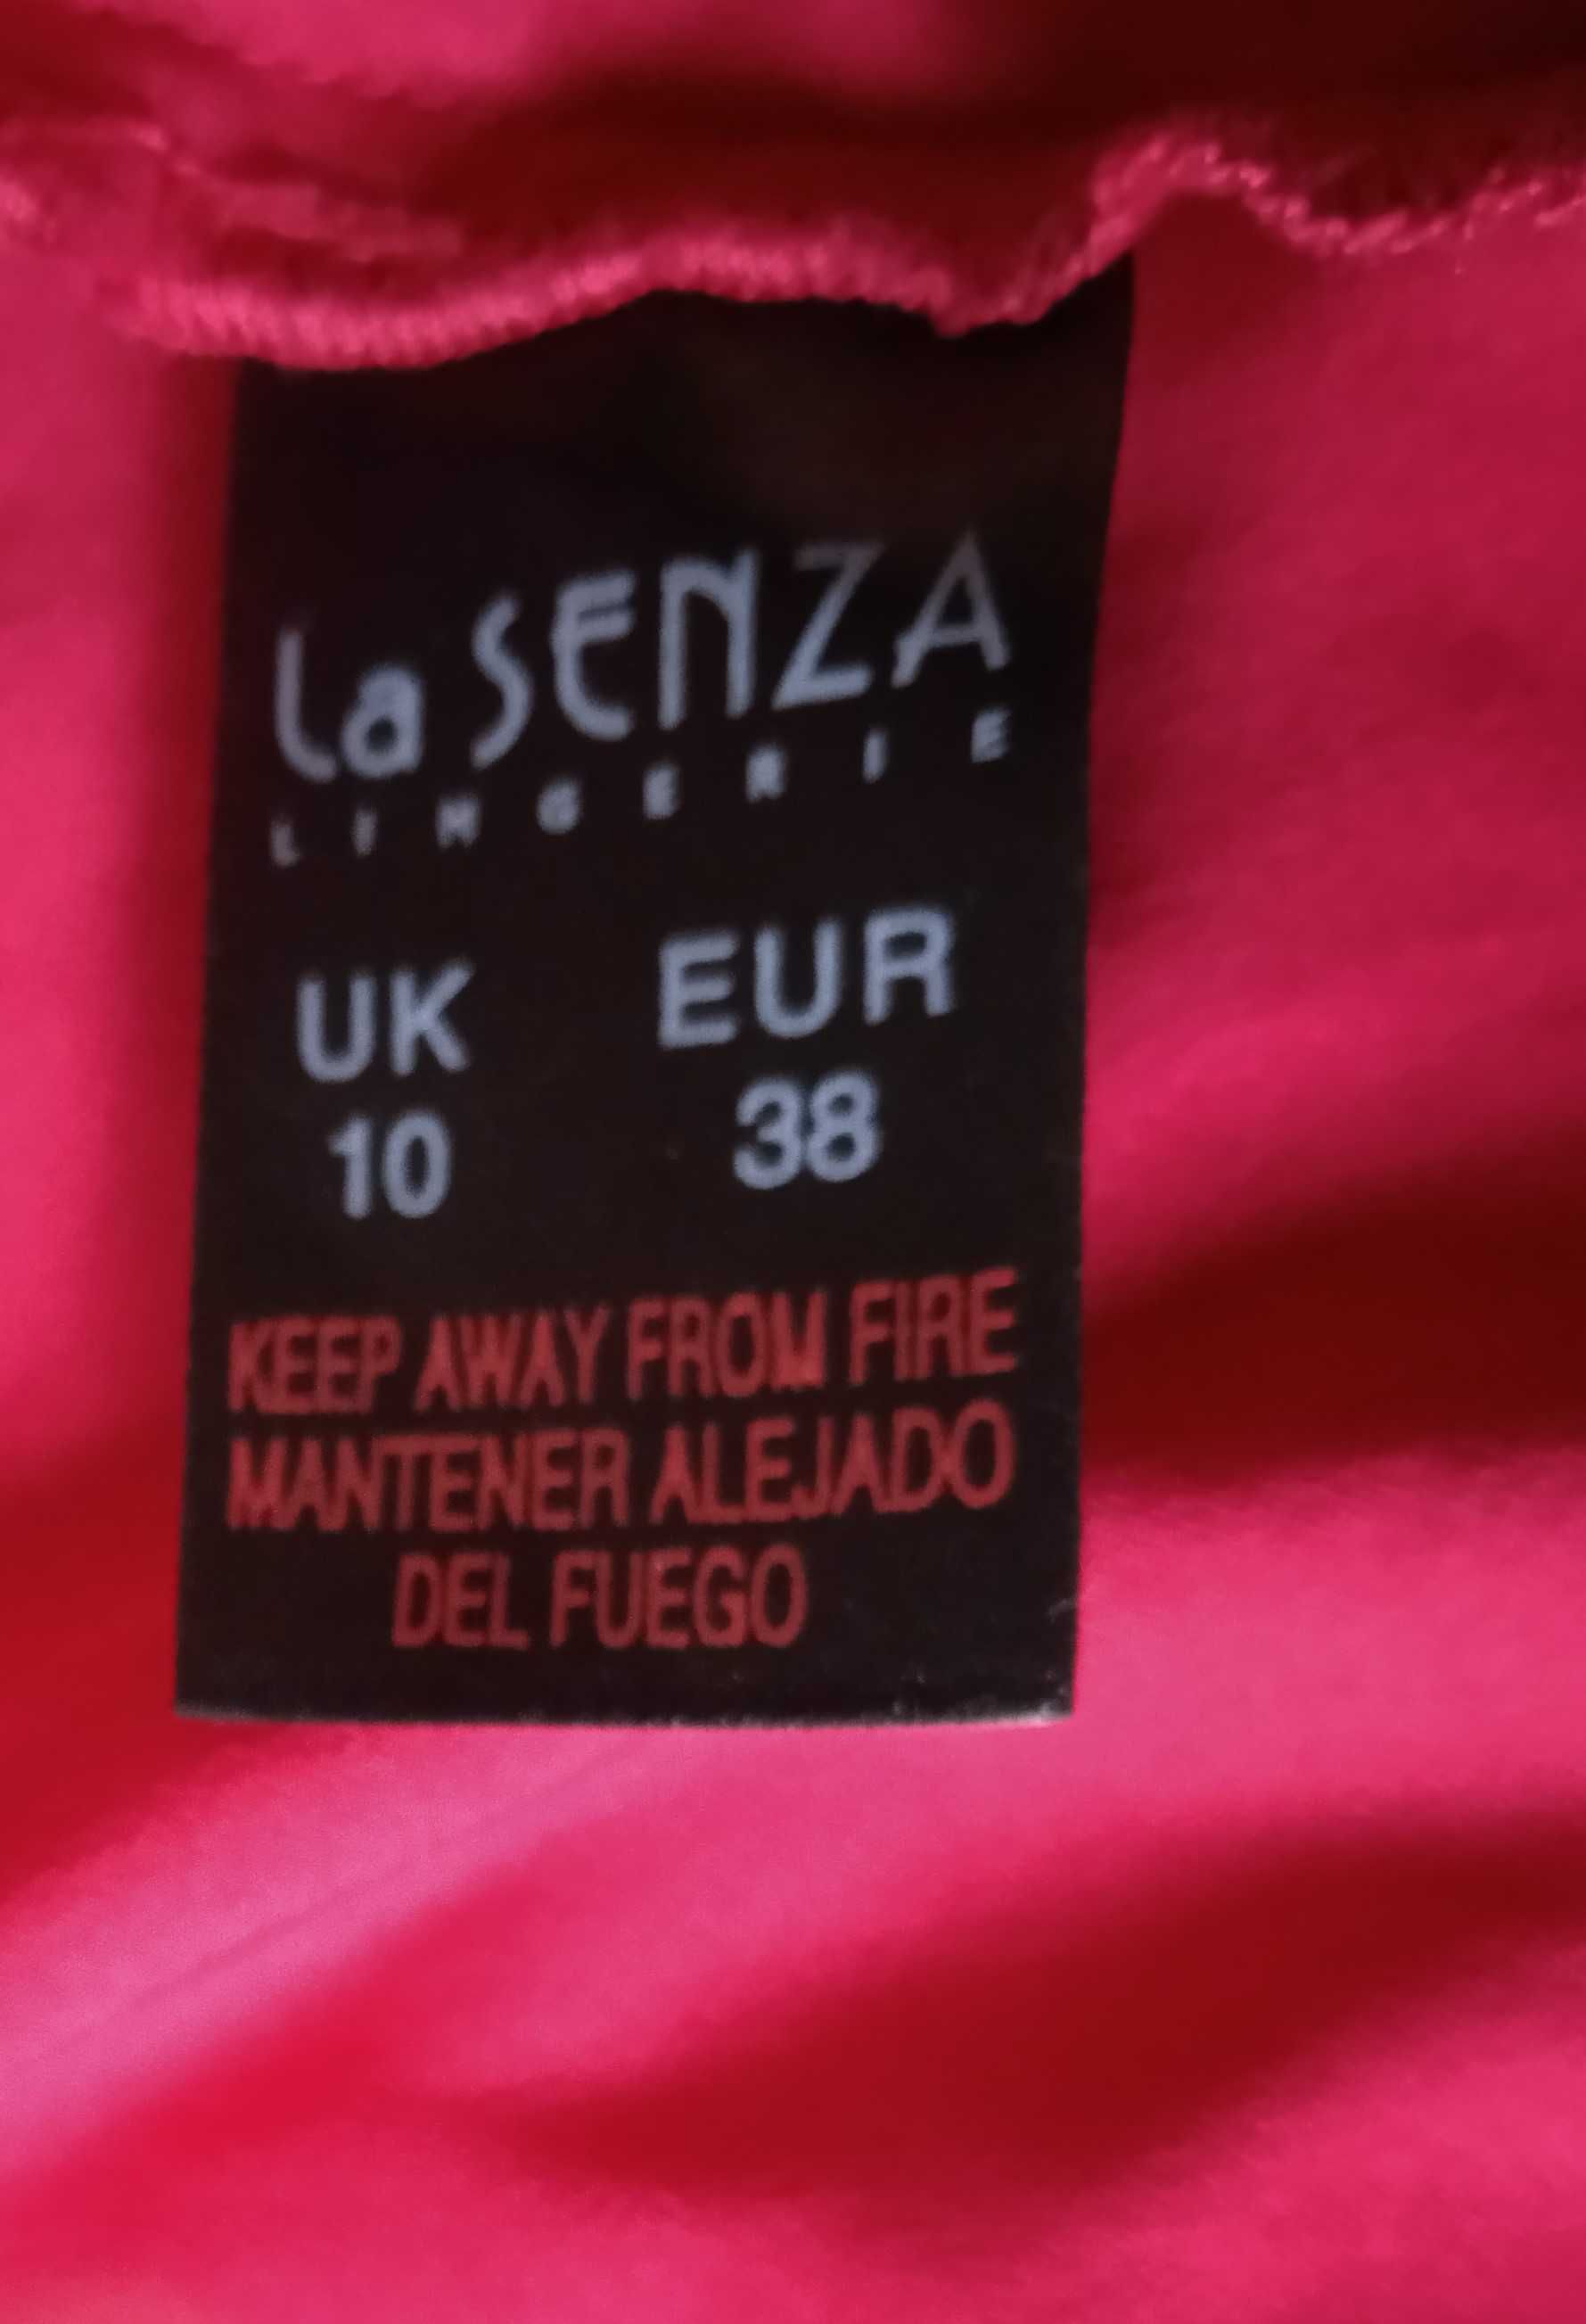 La SENZA
LINGERIE
UK EUR
10 38
KEEP AWAY FROM FIRE
MANTENER ALEJADO
DEL FUEGO